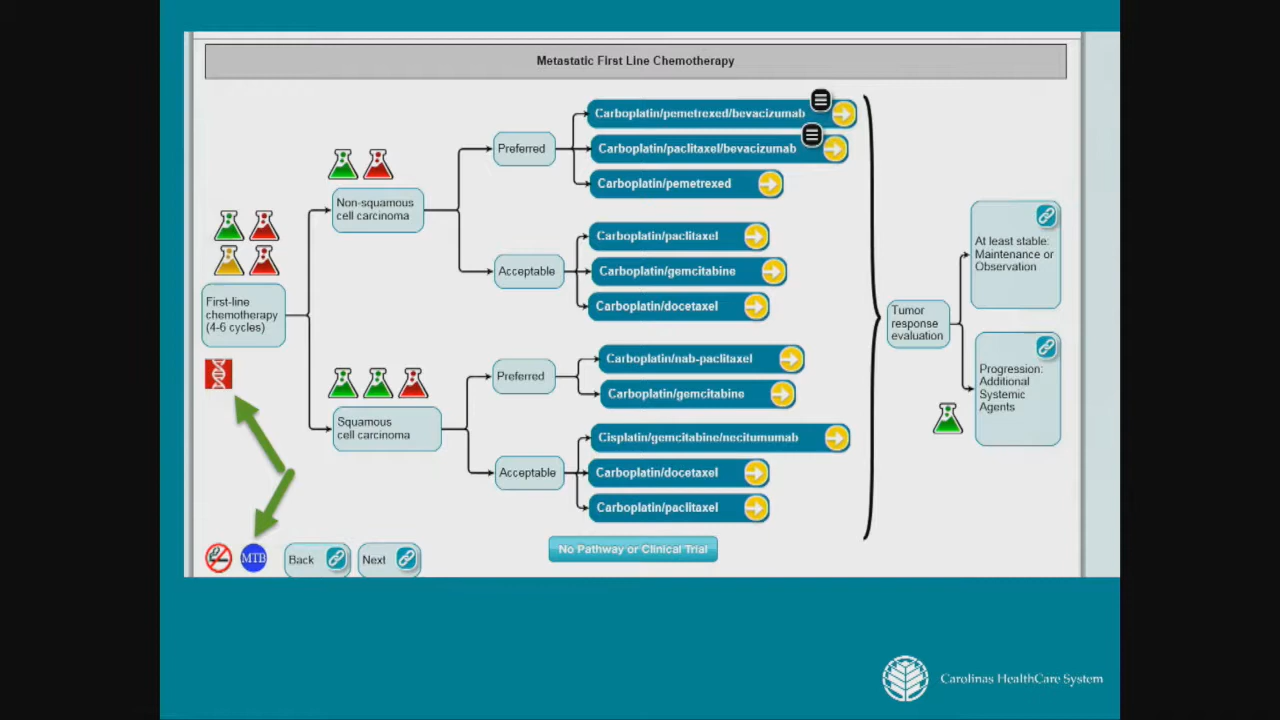 Metastatic First Line Chemotherapy
Carboplatin/pemetrexed/bevacizumab
Preferred
Carboplatin/paclitaxel/bevacizumab
Carboplatin/pemetrexed
Non-squamous
cell carcinoma
Carboplatin/paclitaxel
Acceptable
Carboplatin/gemcitabine
Carboplatin/docetaxel
First-line
chemotherapy
(4-6 cycles)
Carboplatin/nab-paclitaxel
Preferred
Carboplatin/gemcitabine
Squamous
cell carcinoma
Cisplatin/gemcitabine/necitumumab
Acceptable
Carboplatin/docetaxel
Carboplatin/paclitaxel
Tumor
response
evaluation
At least stable:
Maintenance or
Observation
Progression:
Additional
Systemic
Agents
MTB
Back
Next
No Pathway or Clinical Trial
Carolinas HealthCare System